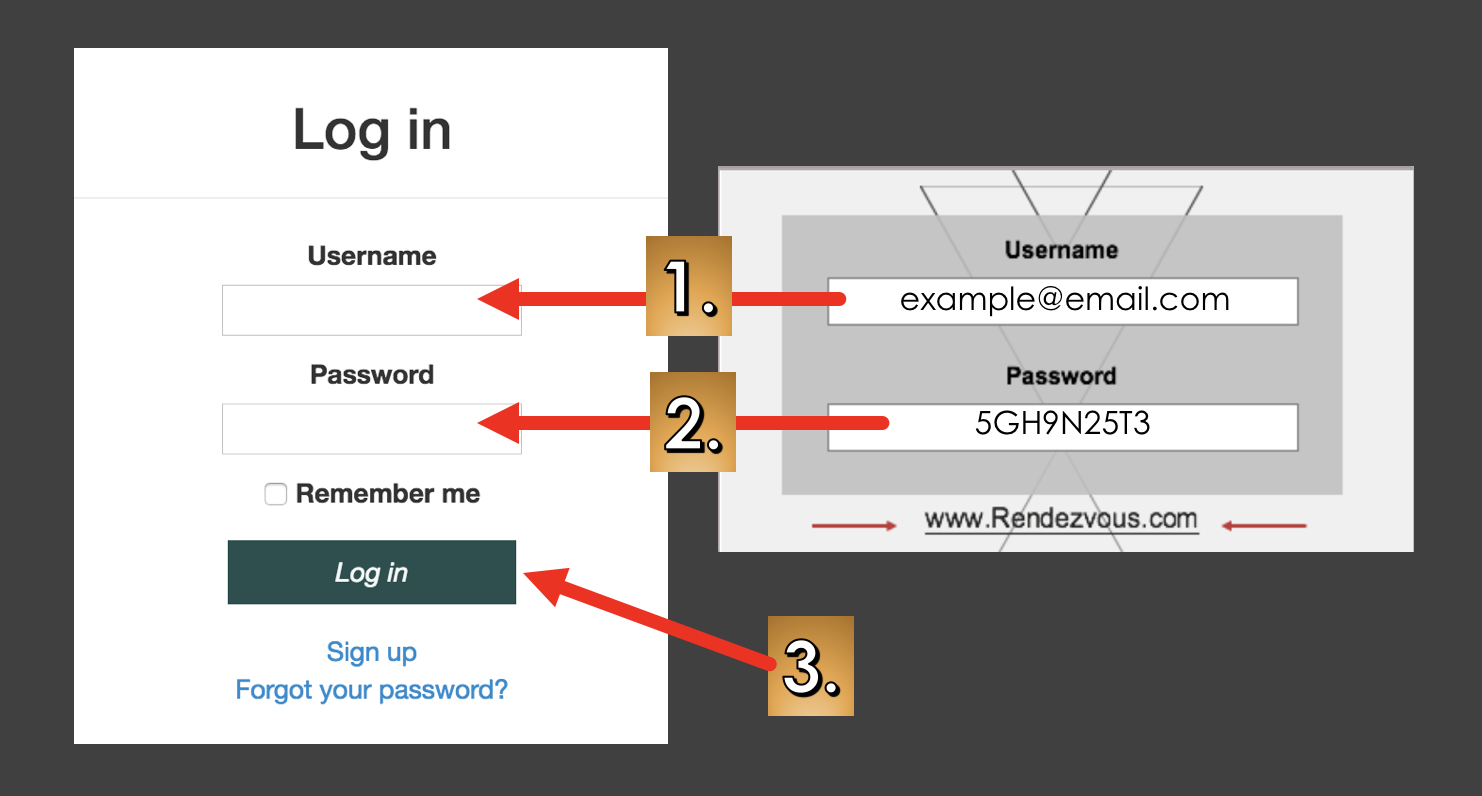 Log in
Username
Password
Remember me
Log in
Sign up
Forgot your password?
1.
2.
3.
Username
example@email.com
Password
5GH9N25T3
www.Rendezvous.com